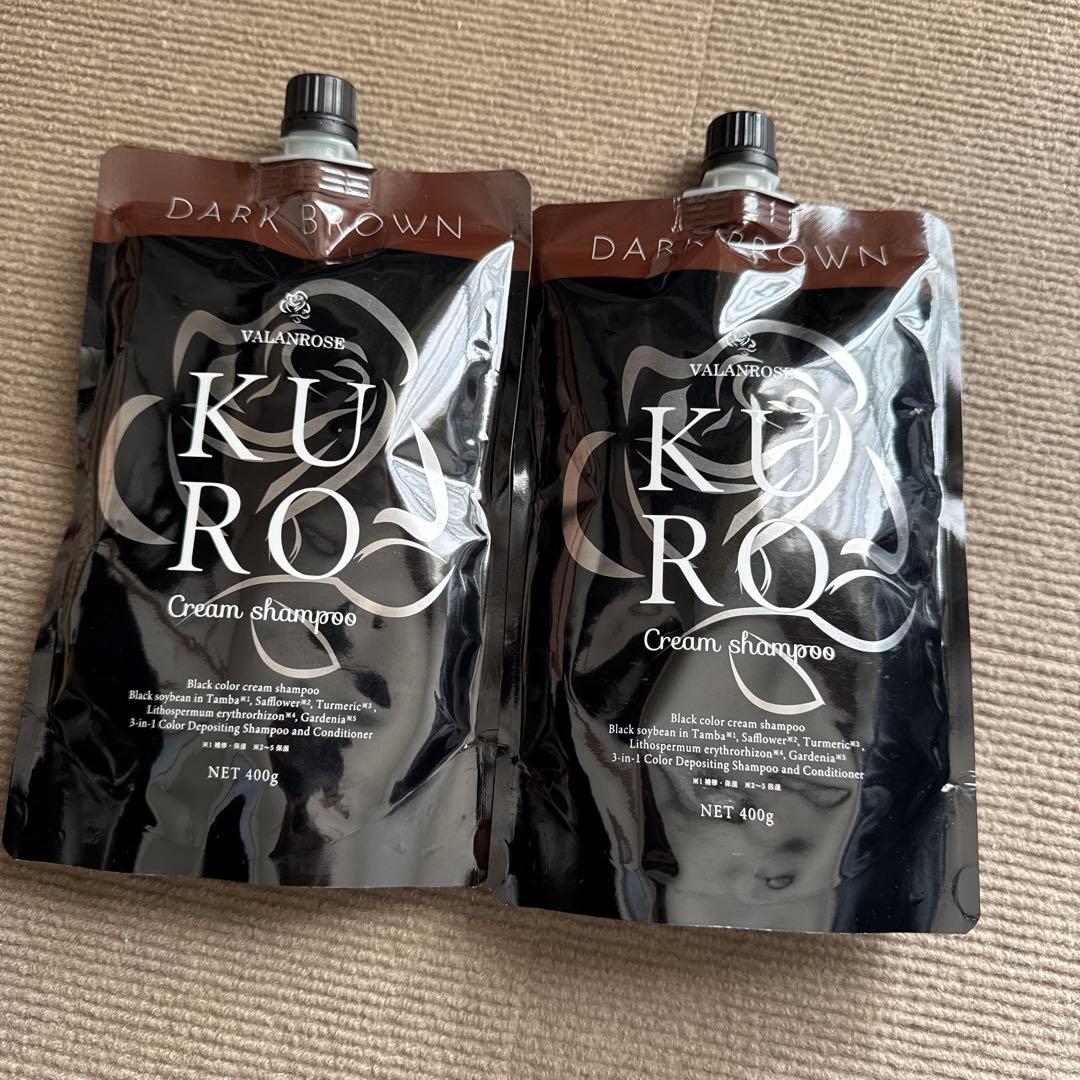 DARK BROWN
VALANROSE
KU
RO
Cream shampoo
Black color cream shampoo
Black soybean in Tamba※1, Safflower※2, Turmeric※3,
Lithospermum erythrorhizon※4, Gardenia※5
3-in-1 Color Depositing Shampoo and Conditioner
※1 補修・保湿 ※2～5 保湿
NET 400g
DARK BROWN
VALANROSE
KU
RO
Cream shampoo
Black color cream shampoo
Black soybean in Tamba※1, Safflower※2, Turmeric※3,
Lithospermum erythrorhizon※4, Gardenia※5
3-in-1 Color Depositing Shampoo and Conditioner
※1 補修・保湿 ※2～5 保湿
NET 400g